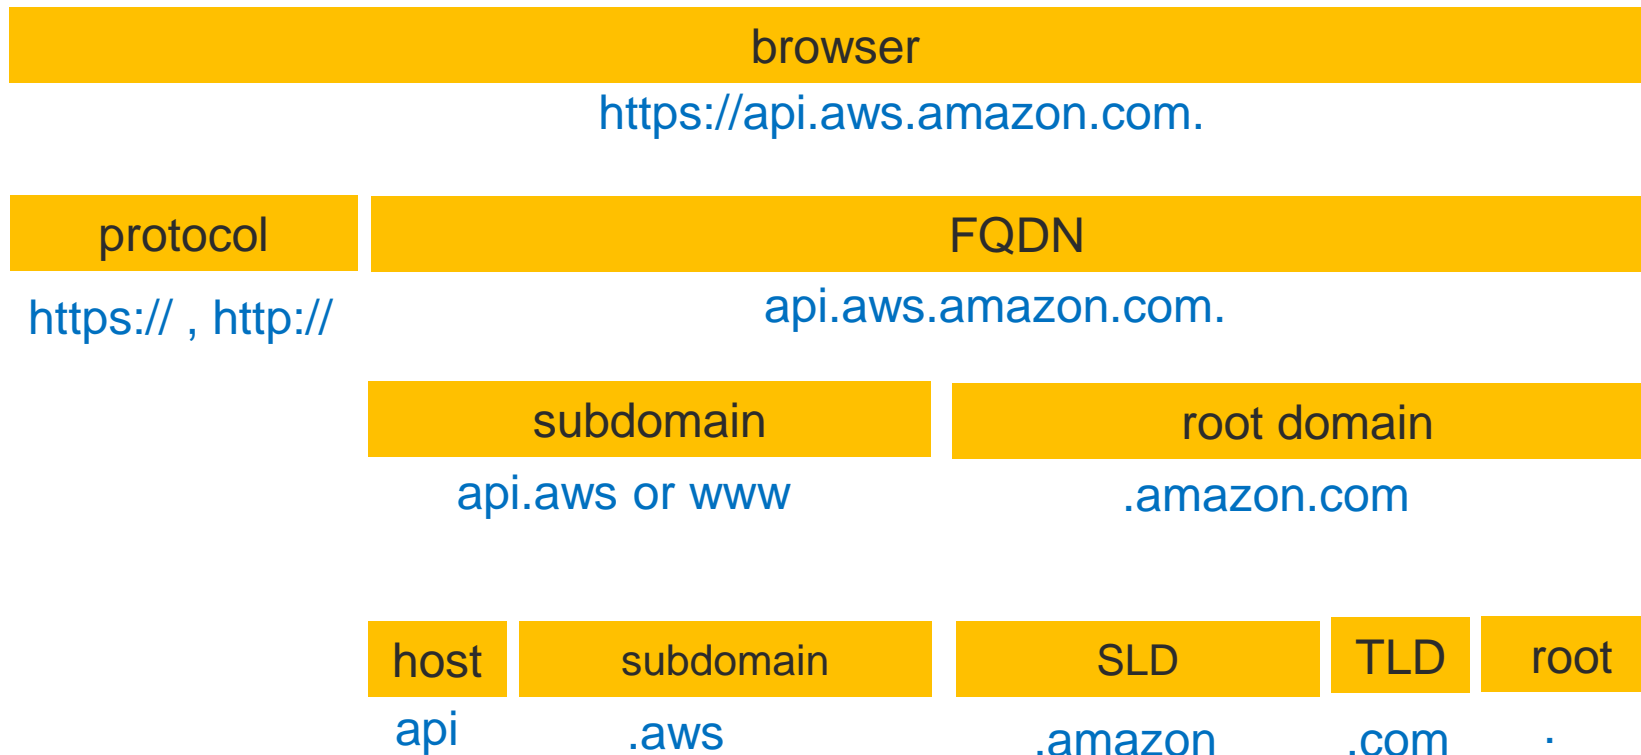 browser
https://api.aws.amazon.com.
protocol FQDN
https:// , http:// api.aws.amazon.com.
subdomain root domain
api.aws or www .amazon.com
host subdomain SLD TLD root
api .aws .amazon .com .